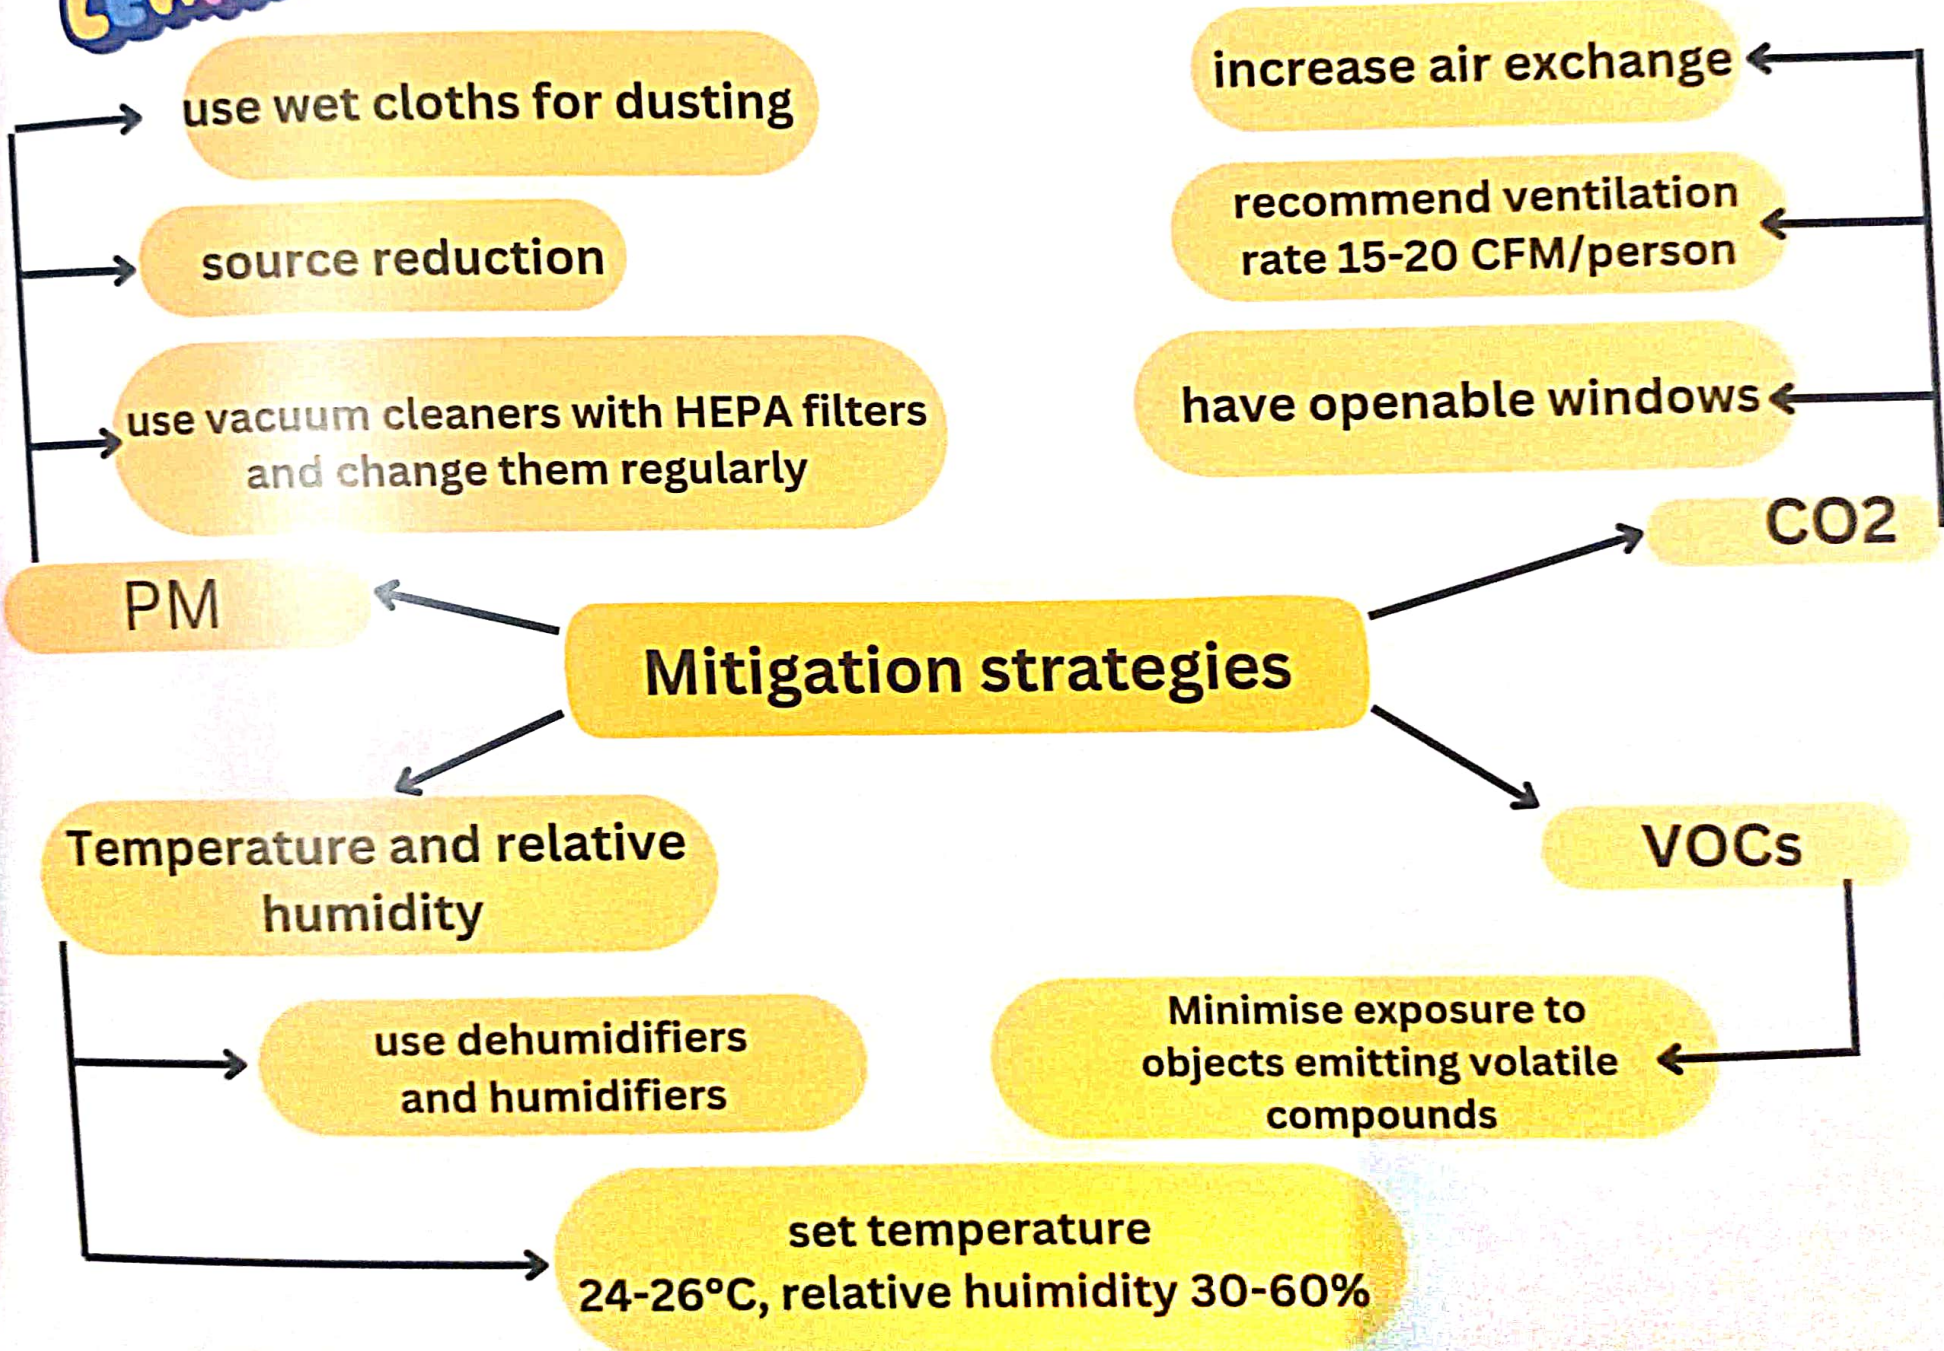 use wet cloths for dusting
source reduction
use vacuum cleaners with HEPA filters
and change them regularly
PM
increase air exchange
recommend ventilation
rate 15-20 CFM/person
have openable windows
CO2
Mitigation strategies
Temperature and relative
humidity
use dehumidifiers
and humidifiers
set temperature
24-26°C, relative huimidity 30-60%
VOCs
Minimise exposure to
objects emitting volatile
compounds